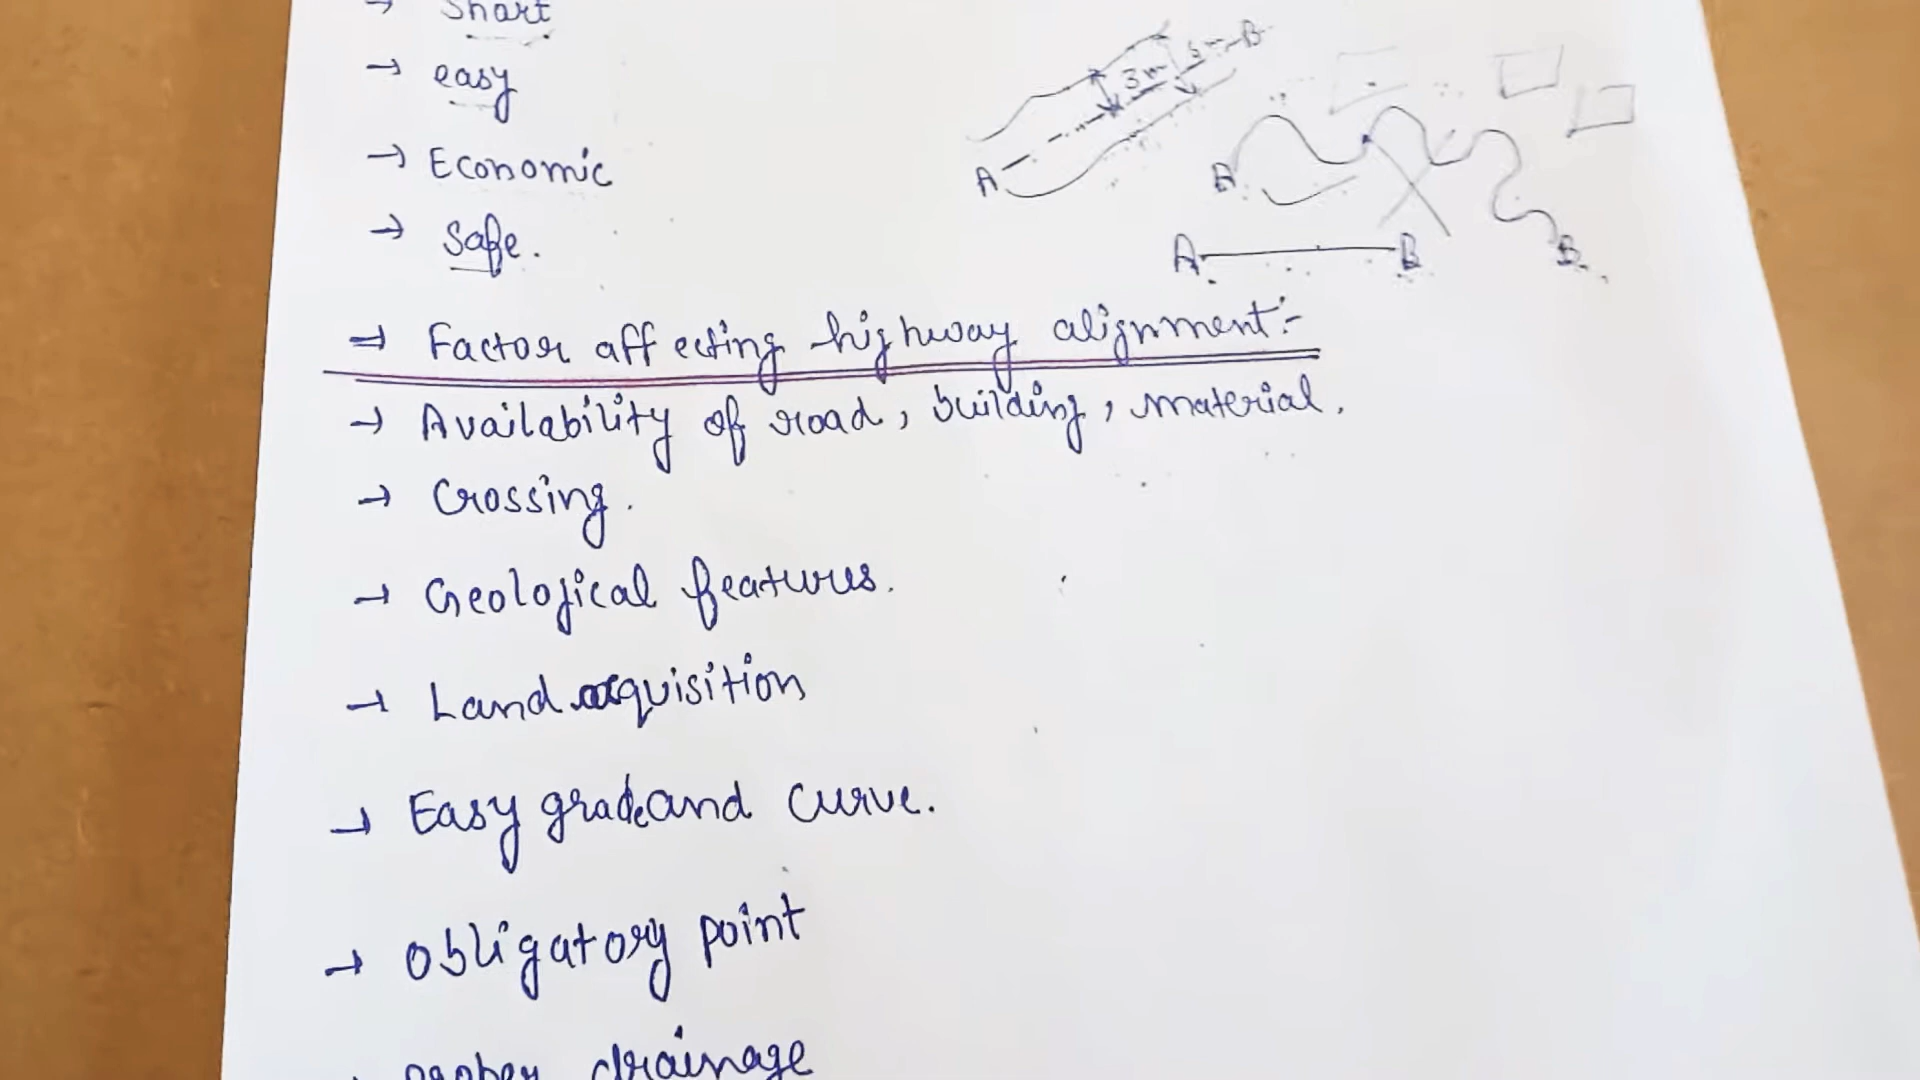 → Short
→ easy
→ Economic
→ safe.
3m 3m B
A
A B
A B
⇒ Factor affecting highway alignment:-
→ Availability of road, building, material.
→ Crossing.
→ Geological features.
→ Land acquisition
→ Easy grade and curve.
→ obligatory point
proper drainage